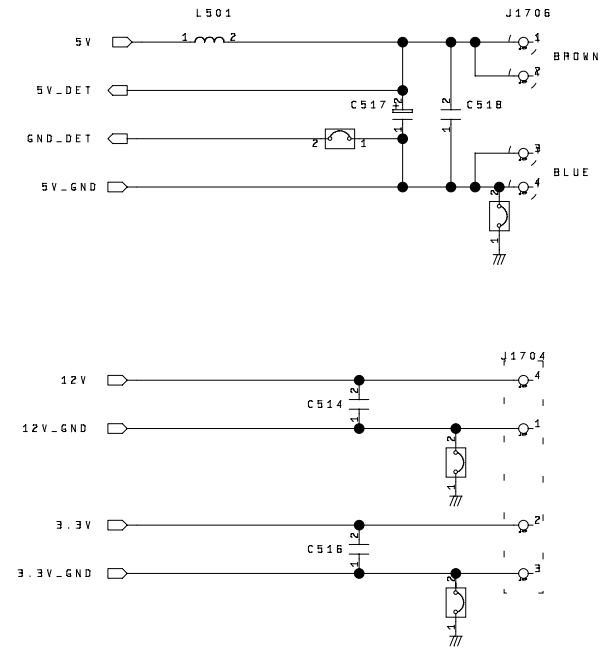 L501 J1706
5V 1 2 1
BROWN
2
5V_DET
2
C517 + C518
1 1
GND_DET 2 1
3
BLUE
5V_GND 4
2
1
J1704
12V 4
2
C514
1
12V_GND 1
2
1
3.3V 2
2
C516
1
3.3V_GND 3
2
1